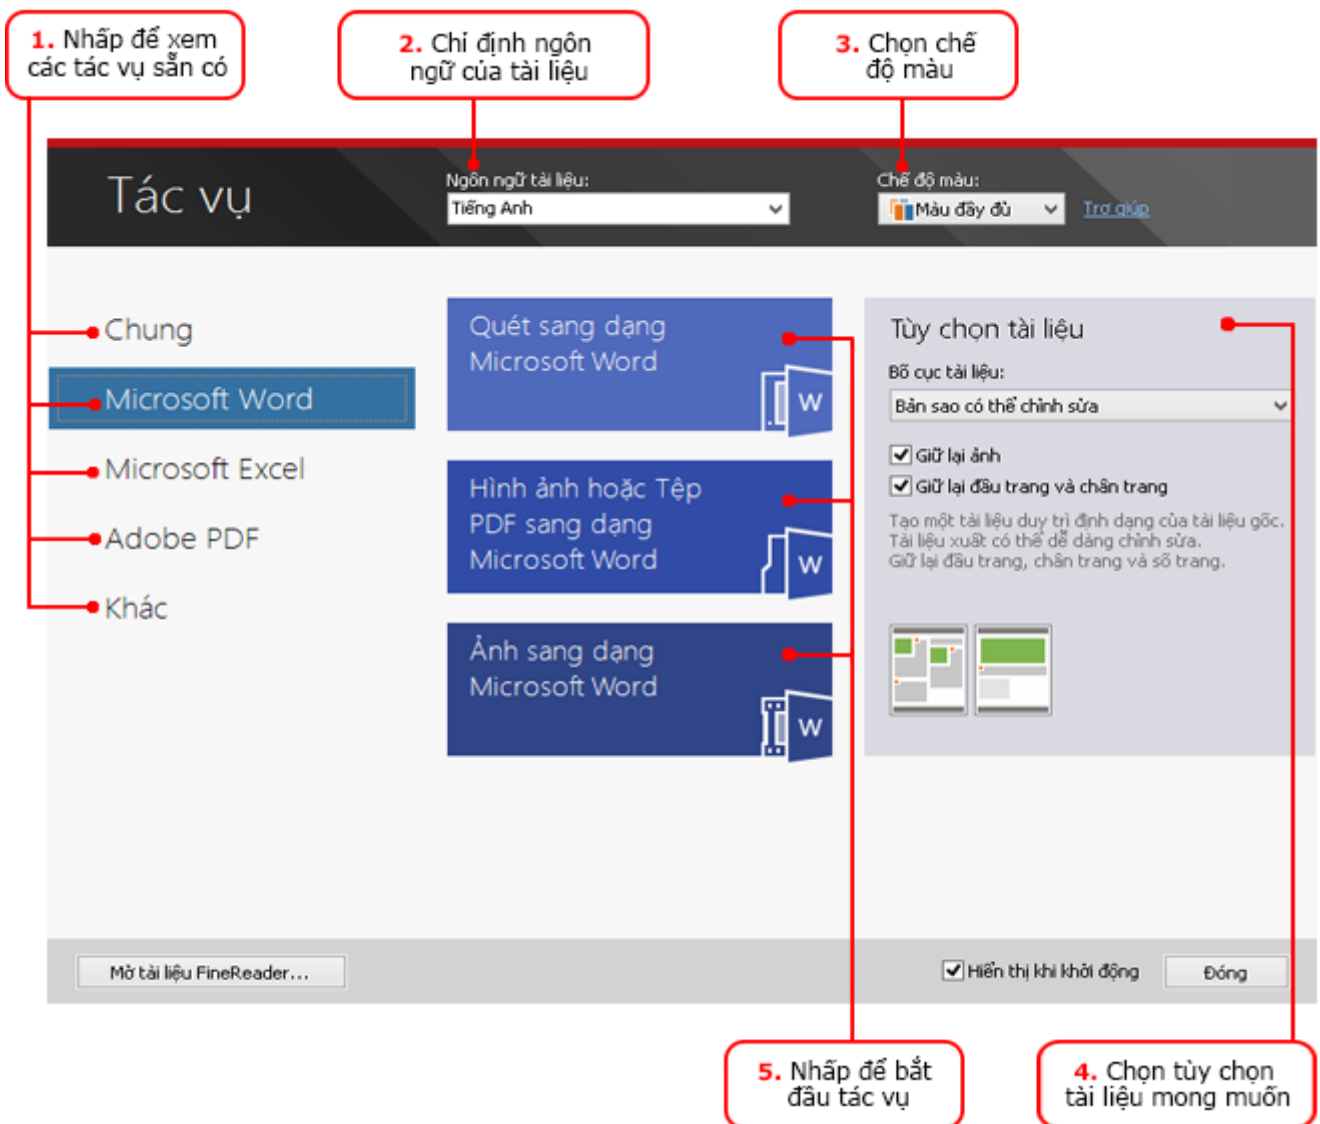 1. Nhấp để xem
các tác vụ sẵn có
2. Chỉ định ngôn
ngữ của tài liệu
3. Chọn chế
độ màu
Tác vụ
Ngôn ngữ tài liệu:
Tiếng Anh
Chế độ màu:
Màu đầy đủ
Trợ giúp
Chung
Microsoft Word
Microsoft Excel
Adobe PDF
Khác
Quét sang dạng
Microsoft Word
W
Hình ảnh hoặc Tệp
PDF sang dạng
Microsoft Word
W
Ảnh sang dạng
Microsoft Word
W
Tùy chọn tài liệu
Bố cục tài liệu:
Bản sao có thể chỉnh sửa
Giữ lại ảnh
Giữ lại đầu trang và chân trang
Tạo một tài liệu duy trì định dạng của tài liệu gốc.
Tài liệu xuất có thể dễ dàng chỉnh sửa.
Giữ lại đầu trang, chân trang và số trang.
Mở tài liệu FineReader...
Hiển thị khi khởi động
Đóng
5. Nhấp để bắt
đầu tác vụ
4. Chọn tùy chọn
tài liệu mong muốn